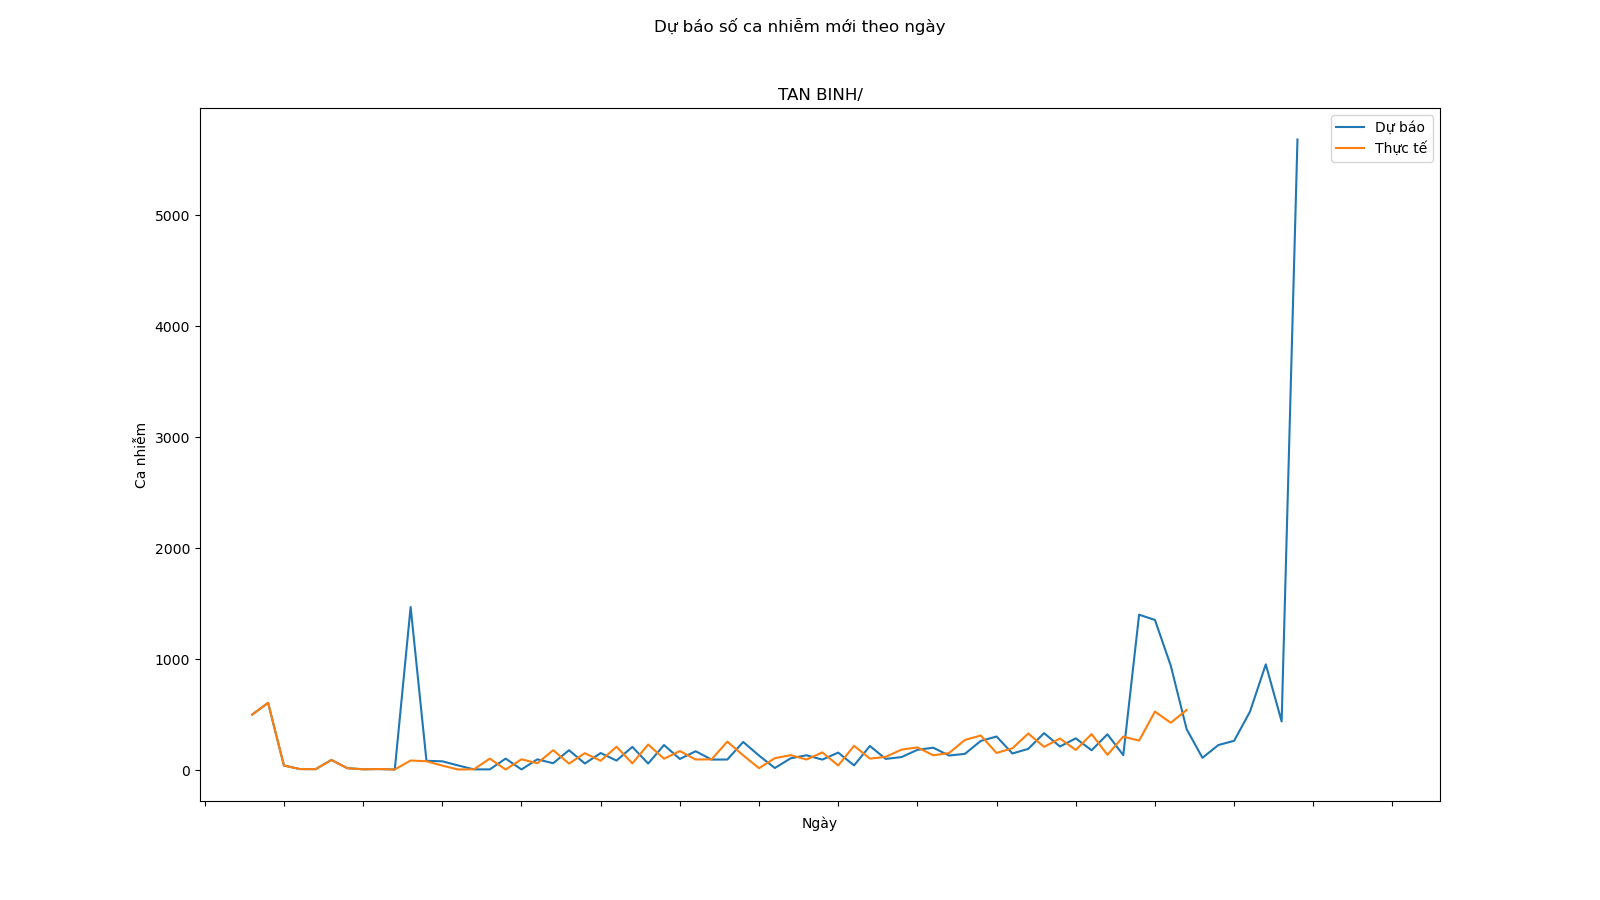 Dự báo số ca nhiễm mới theo ngày
TAN BINH/
Dự báo
Thực tế
5000
4000
3000
2000
1000
0
Ca nhiễm
Ngày